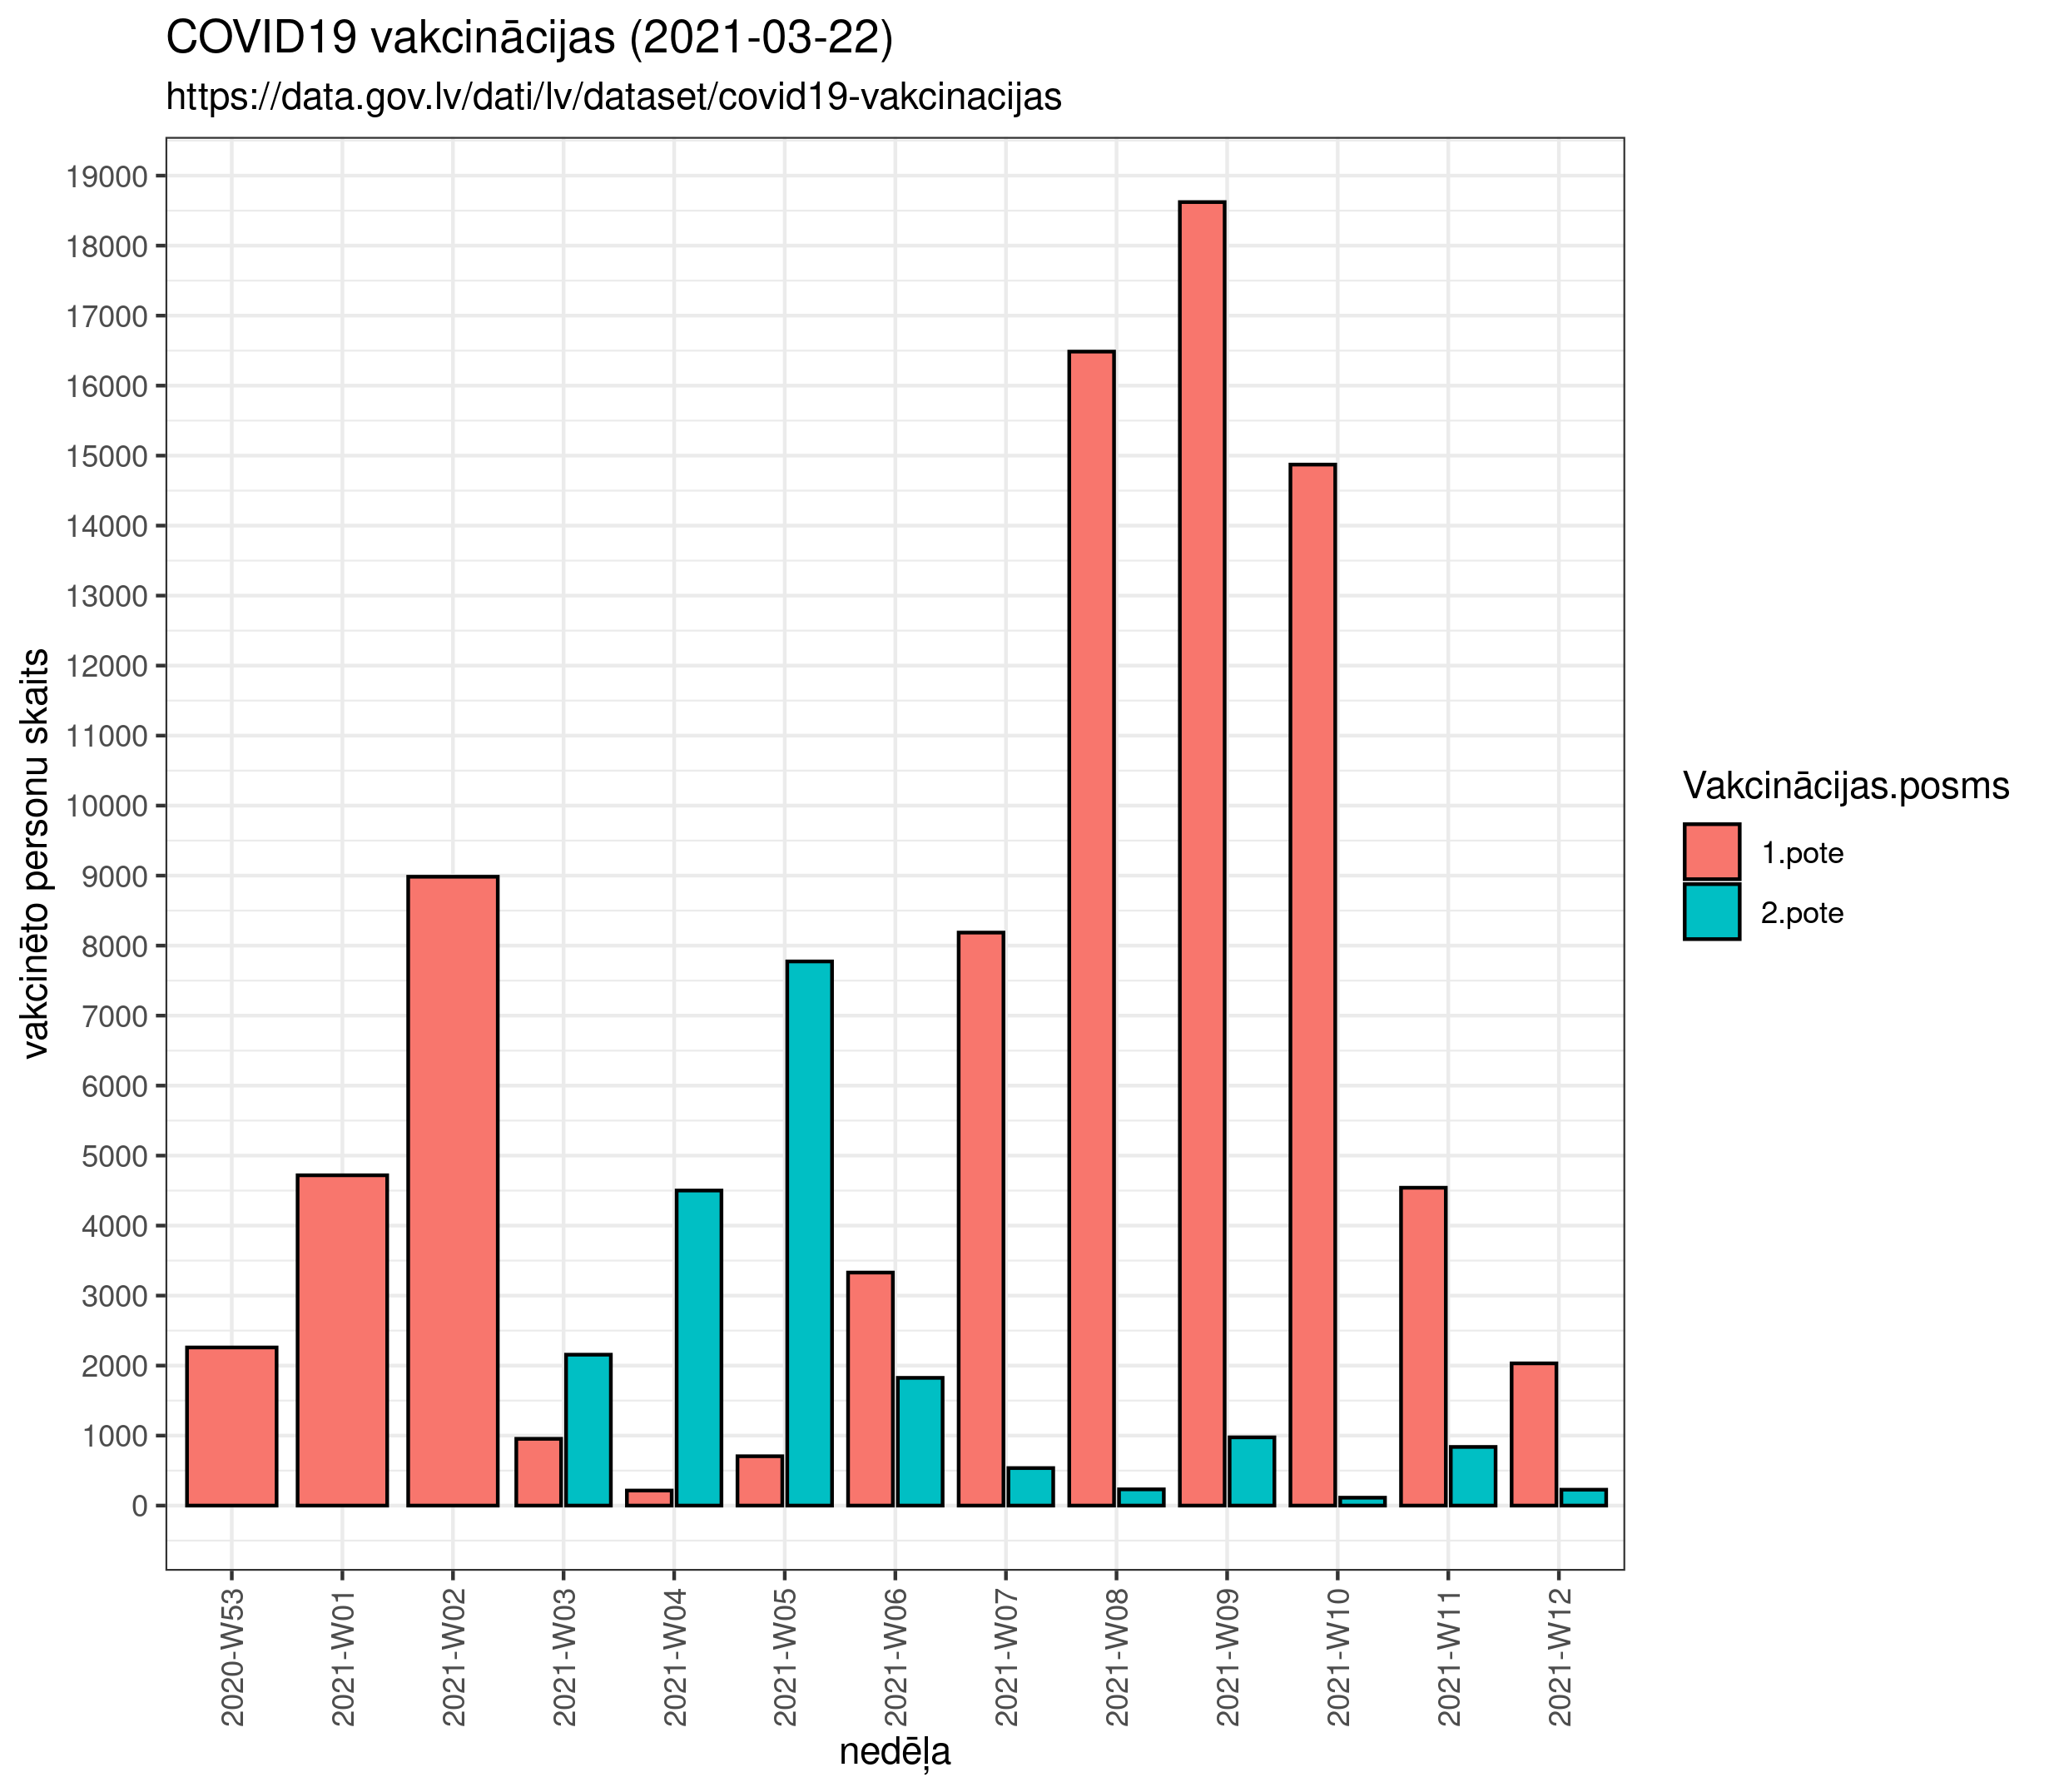 COVID19 vakcinācijas (2021-03-22)
https://data.gov.lv/dati/lv/dataset/covid19-vakcinacijas
vakcinēto personu skaits
19000
18000
17000
16000
15000
14000
13000
12000
11000
10000
9000
8000
7000
6000
5000
4000
3000
2000
1000
0
2020-W53
2021-W01
2021-W02
2021-W03
2021-W04
2021-W05
2021-W06
2021-W07
2021-W08
2021-W09
2021-W10
2021-W11
2021-W12
nedēļa
Vakcinācijas.posms
1.pote
2.pote